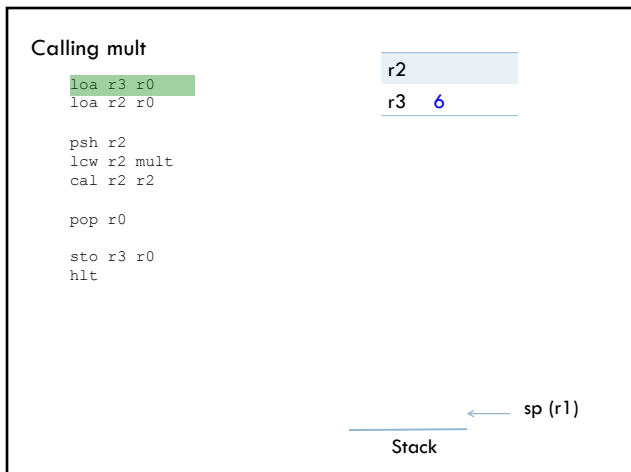 Calling mult
loa r3 r0
loa r2 r0
psh r2
lcw r2 mult
cal r2 r2
pop r0
sto r3 r0
hlt
r2
r3 6
sp (r1)
Stack